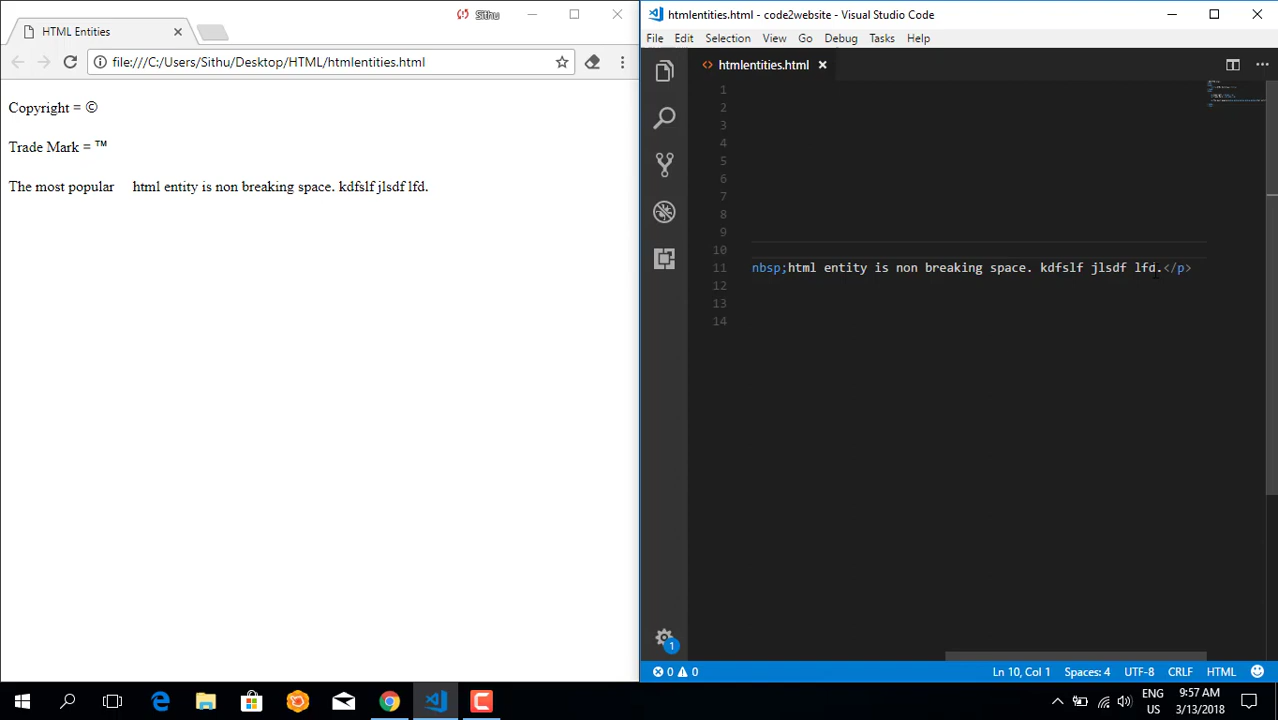 HTML Entities
Sithu
file:///C:/Users/Sithu/Desktop/HTML/htmlentities.html
Copyright = ©
Trade Mark = ™
The most popular     html entity is non breaking space. kdfslf jlsdf lfd.
htmlentities.html - code2website - Visual Studio Code
File Edit Selection View Go Debug Tasks Help
htmlentities.html
1
2
3
4
5
6
7
8
9
10
11 nbsp;html entity is non breaking space. kdfslf jlsdf lfd.</p>
12
13
14
1
0 0 Ln 10, Col 1 Spaces: 4 UTF-8 CRLF HTML
ENG 9:57 AM
US 3/13/2018